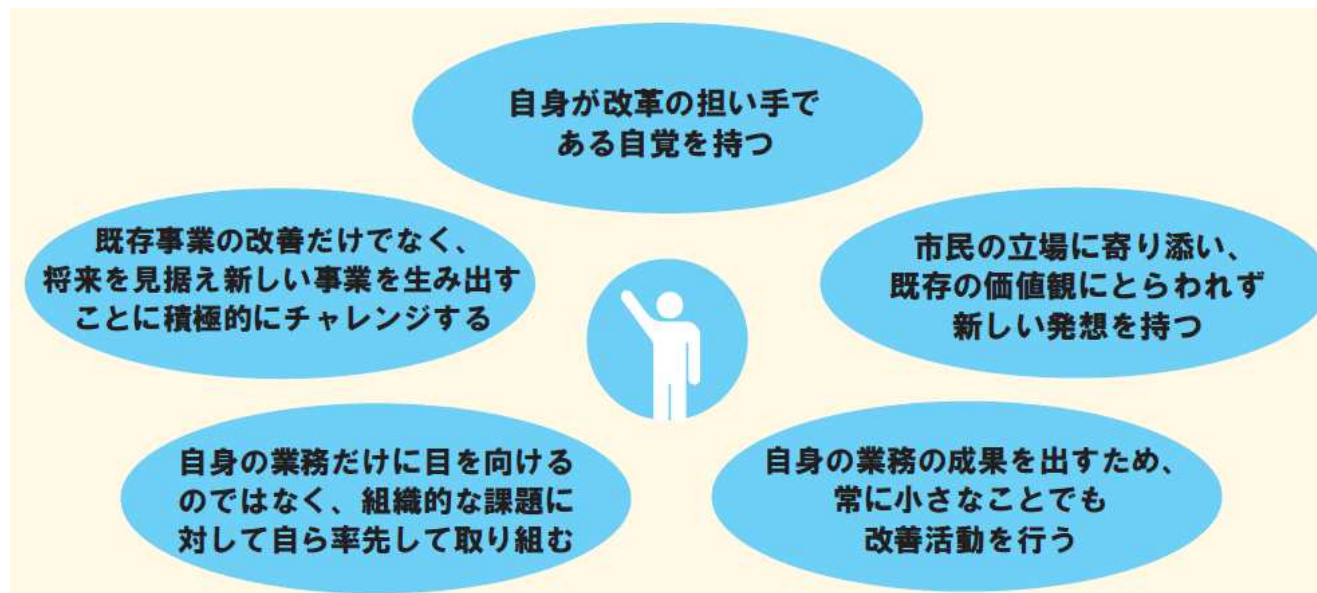 自身が改革の担い手で
ある自覚を持つ
既存事業の改善だけでなく、
将来を見据え新しい事業を生み出す
ことに積極的にチャレンジする
市民の立場に寄り添い、
既存の価値観にとらわれず
新しい発想を持つ
自身の業務だけに目を向ける
のではなく、組織的な課題に
対して自ら率先して取り組む
自身の業務の成果を出すため、
常に小さなことでも
改善活動を行う